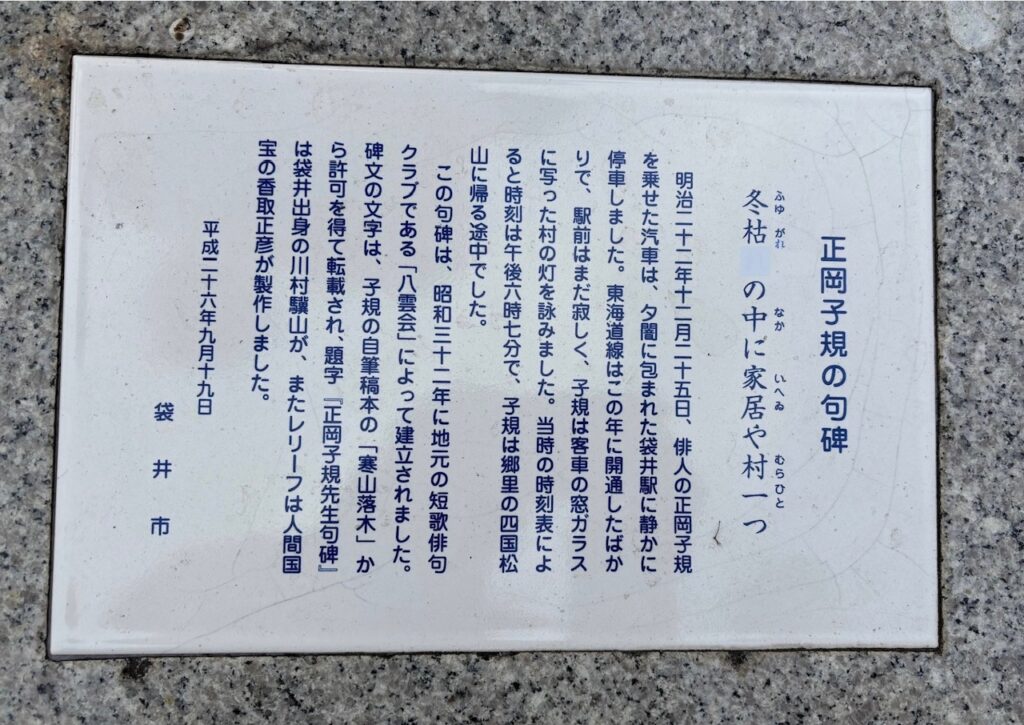 正岡子規の句碑
ふゆ がれ なか いへゐ むらひと
冬枯 の中に家居や村一つ
明治二十二年十二月二十五日、俳人の正岡子規
を乗せた汽車は、夕闇に包まれた袋井駅に静かに
停車しました。東海道線はこの年に開通したばか
りで、駅前はまだ寂しく、子規は客車の窓ガラス
に写った村の灯を詠みました。当時の時刻表によ
ると時刻は午後六時七分で、子規は郷里の四国松
山に帰る途中でした。
この句碑は、昭和三十二年に地元の短歌俳句
クラブである「八雲会」によって建立されました。
碑文の文字は、子規の自筆稿本の「寒山落木」か
ら許可を得て転載され、題字『正岡子規先生句碑』
は袋井出身の川村驥山が、またレリーフは人間国
宝の香取正彦が製作しました。
平成二十六年九月十九日
袋井市